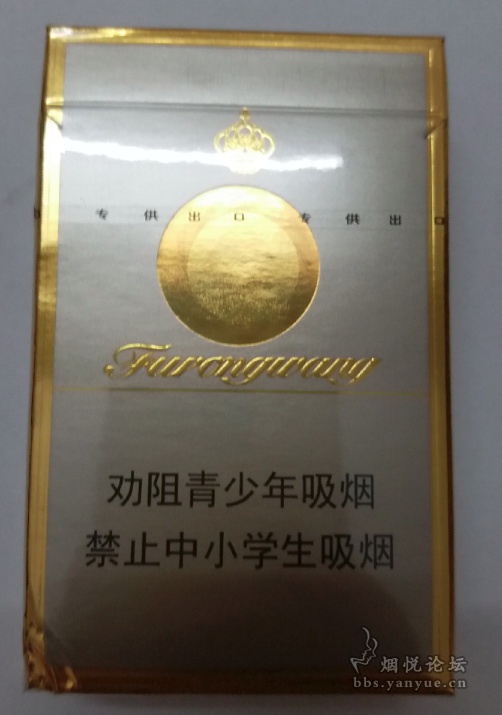 专供出口 专供出口
Furongwang
劝阻青少年吸烟
禁止中小学生吸烟
烟悦论坛
bbs.yanyue.cn